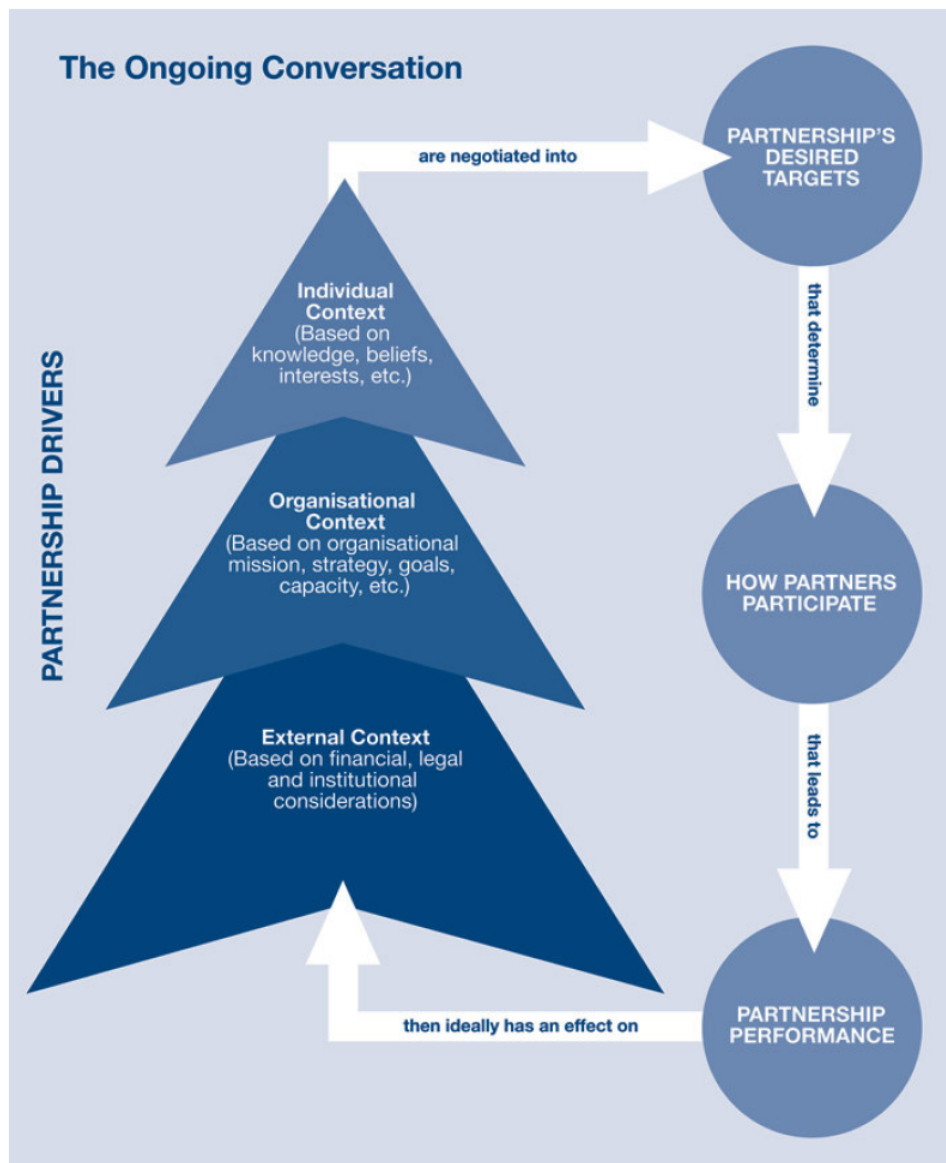 The Ongoing Conversation
PARTNERSHIP DRIVERS
Individual
Context
(Based on
knowledge, beliefs,
interests, etc.)
Organisational
Context
(Based on organisational
mission, strategy, goals,
capacity, etc.)
External Context
(Based on financial, legal
and institutional
considerations)
are negotiated into
PARTNERSHIP'S
DESIRED
TARGETS
that determine
HOW PARTNERS
PARTICIPATE
that leads to
PARTNERSHIP
PERFORMANCE
then ideally has an effect on